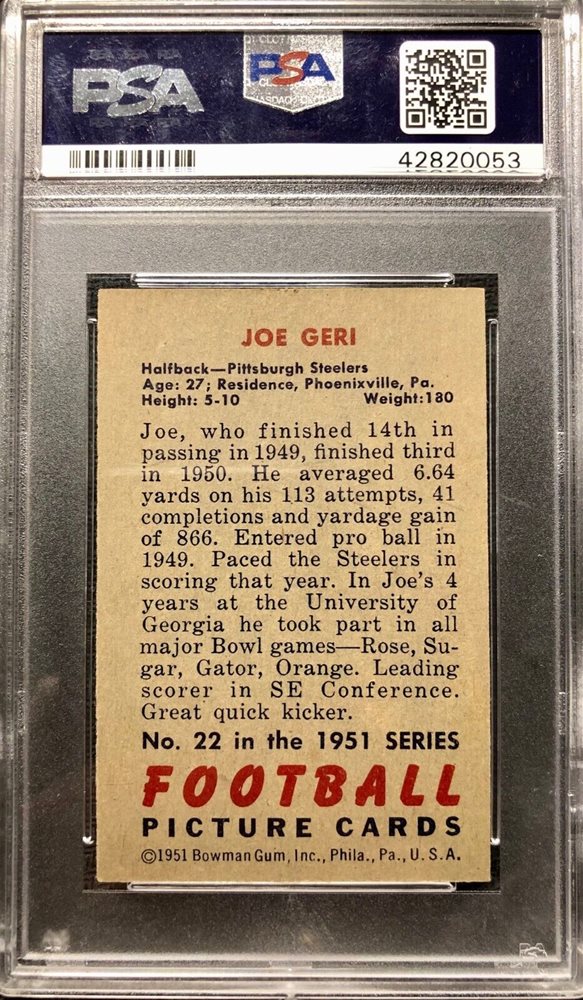 PSA
PSA
42820053
JOE GERI
Halfback—Pittsburgh Steelers
Age: 27; Residence, Phoenixville, Pa.
Height: 5-10 Weight:180
Joe, who finished 14th in
passing in 1949, finished third
in 1950. He averaged 6.64
yards on his 113 attempts, 41
completions and yardage gain
of 866. Entered pro ball in
1949. Paced the Steelers in
scoring that year. In Joe's 4
years at the University of
Georgia he took part in all
major Bowl games—Rose, Su-
gar, Gator, Orange. Leading
scorer in SE Conference.
Great quick kicker.
No. 22 in the 1951 SERIES
FOOTBALL
PICTURE CARDS
©1951 Bowman Gum, Inc., Phila., Pa., U.S.A.
PSA